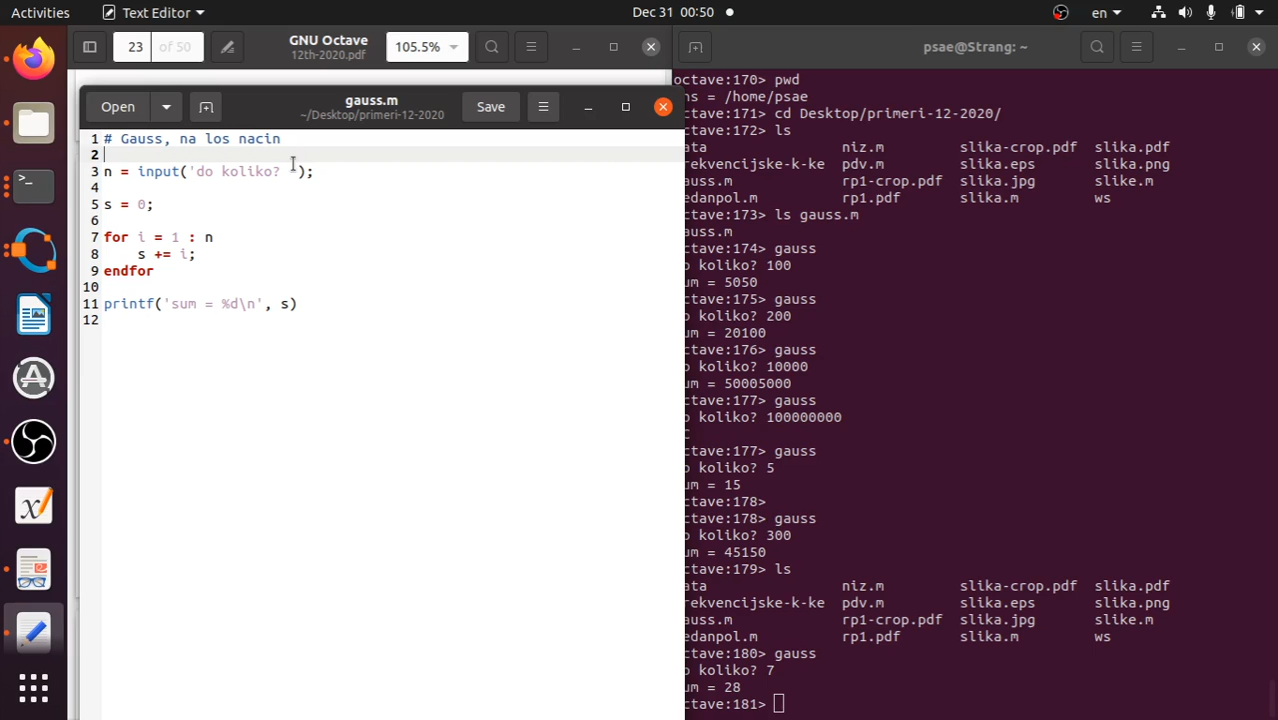 Activities Text Editor Dec 31 00:50 en
23 of 50 GNU Octave 105.5%
12th-2020.pdf
psae@Strang: ~
Open gauss.m Save
~/Desktop/primeri-12-2020
1 # Gauss, na los nacin
2
3 n = input('do koliko? ');
4
5 s = 0;
6
7 for i = 1 : n
8 s += i;
9 endfor
10
11 printf('sum = %d\n', s)
12
octave:170> pwd
ns = /home/psae
octave:171> cd Desktop/primeri-12-2020/
octave:172> ls
ata niz.m slika-crop.pdf slika.pdf
rekvencijske-k-ke pdv.m slika.eps slika.png
auss.m rp1-crop.pdf slika.jpg slike.m
edanpol.m rp1.pdf slika.m ws
octave:173> ls gauss.m
auss.m
octave:174> gauss
o koliko? 100
um = 5050
octave:175> gauss
o koliko? 200
um = 20100
octave:176> gauss
o koliko? 10000
um = 50005000
octave:177> gauss
o koliko? 100000000
C
octave:177> gauss
o koliko? 5
um = 15
octave:178>
octave:178> gauss
o koliko? 300
um = 45150
octave:179> ls
ata niz.m slika-crop.pdf slika.pdf
rekvencijske-k-ke pdv.m slika.eps slika.png
auss.m rp1-crop.pdf slika.jpg slike.m
edanpol.m rp1.pdf slika.m ws
octave:180> gauss
o koliko? 7
um = 28
octave:181>